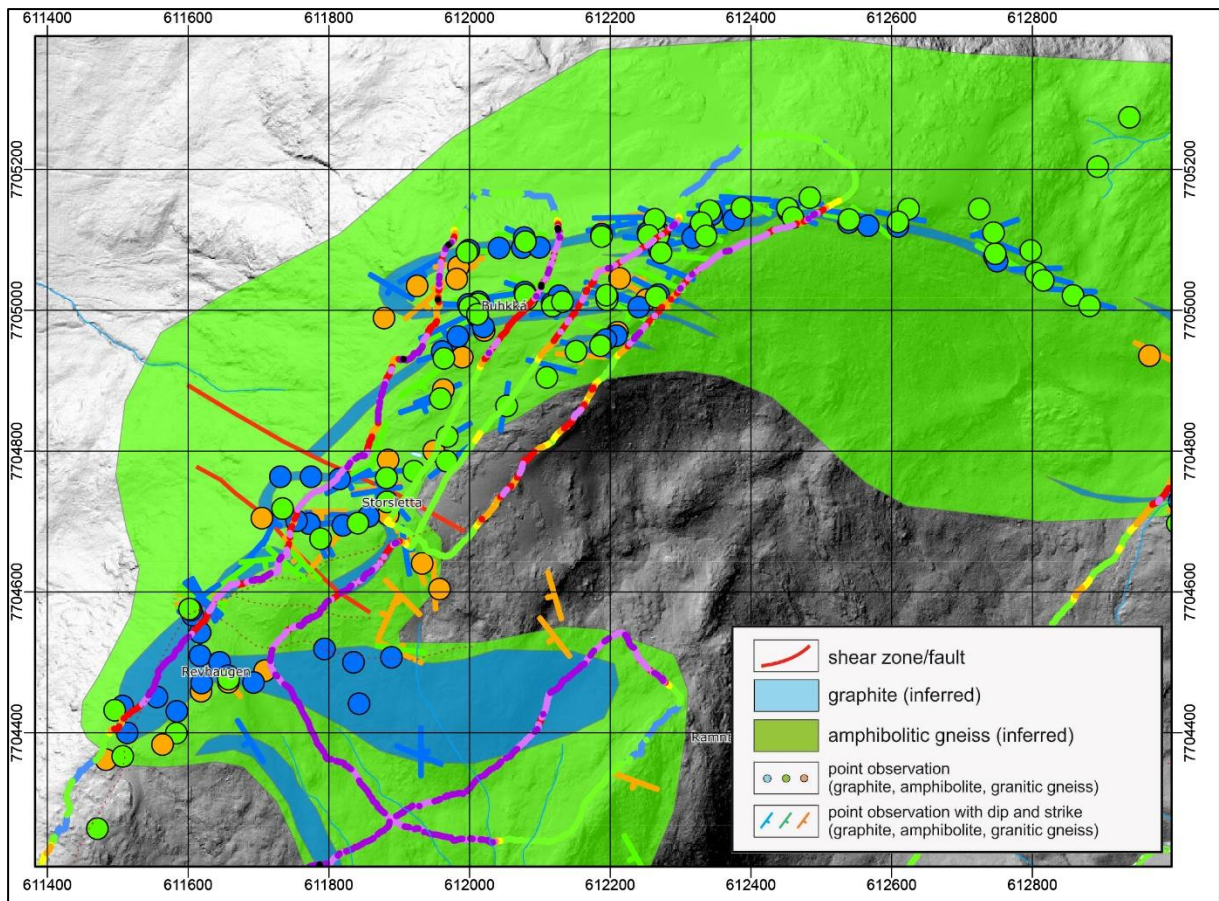 611400 611600 611800 612000 612200 612400 612600 612800
7705200 7705200
7705000 Buhkká 7705000
7704800 7704800
Storsletta
7704600 7704600
shear zone/fault
Revhaugen
graphite (inferred)
7704400 7704400
amphibolitic gneiss (inferred)
point observation
(graphite, amphibolite, granitic gneiss)
point observation with dip and strike
(graphite, amphibolite, granitic gneiss)
611400 611600 611800 612000 612200 612400 612600 612800